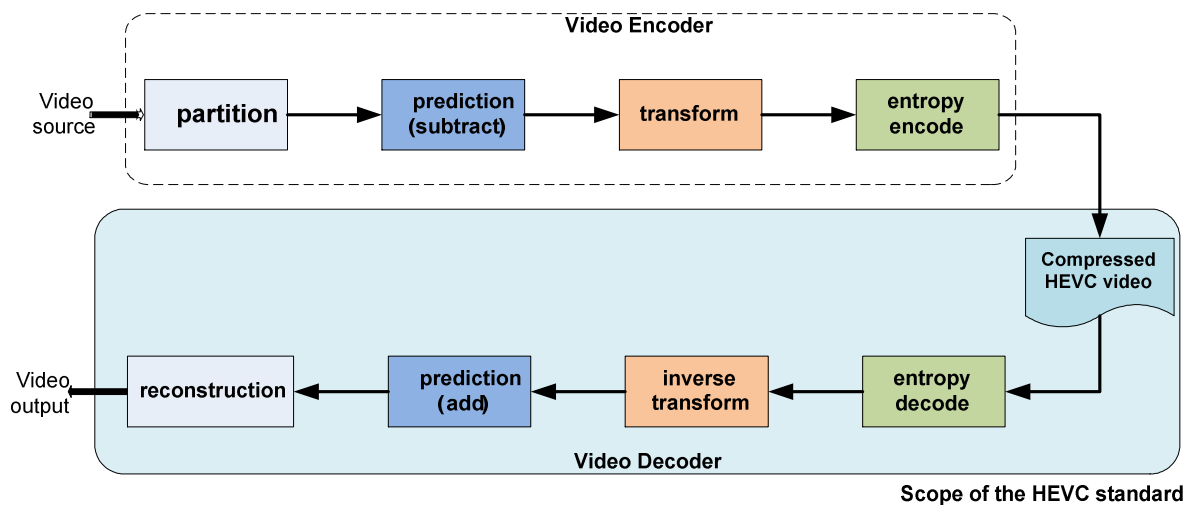 Video Encoder
Video
source
partition
prediction
(subtract)
transform
entropy
encode
Compressed
HEVC video
Video
output
reconstruction
prediction
(add)
inverse
transform
entropy
decode
Video Decoder
Scope of the HEVC standard